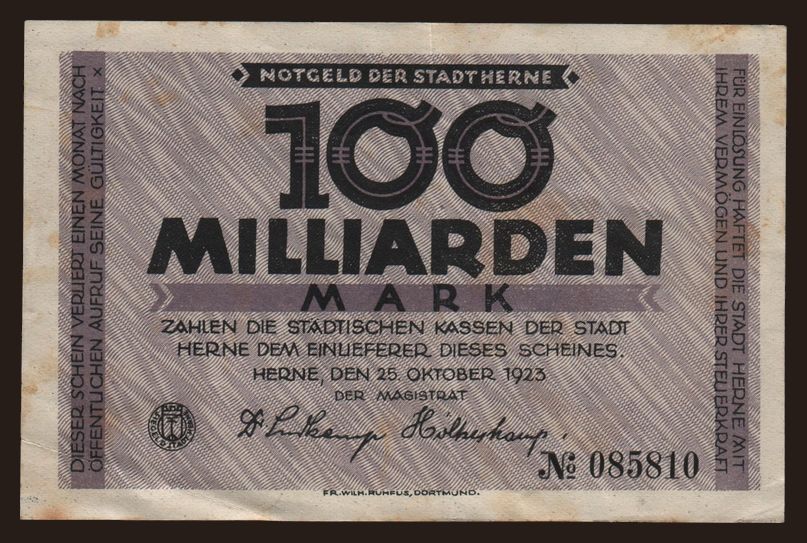 NOTGELD DER STADT HERNE
100
MILLIARDEN
MARK
ZAHLEN DIE STÄDTISCHEN KASSEN DER STADT
HERNE DEM EINLIEFERER DIESES SCHEINES.
HERNE, DEN 25. OKTOBER 1923
DER MAGISTRAT
№ 085810
FR. WILH. RUHFUS, DORTMUND.
DIESER SCHEIN VERLIERT EINEN MONAT NACH
ÖFFENTLICHEN AUFRUF SEINE GÜLTIGKEIT ×
FÜR EINLÖSUNG HAFTET DIE STADT HERNE MIT
IHREM VERMÖGEN UND IHRER STEUERKRAFT